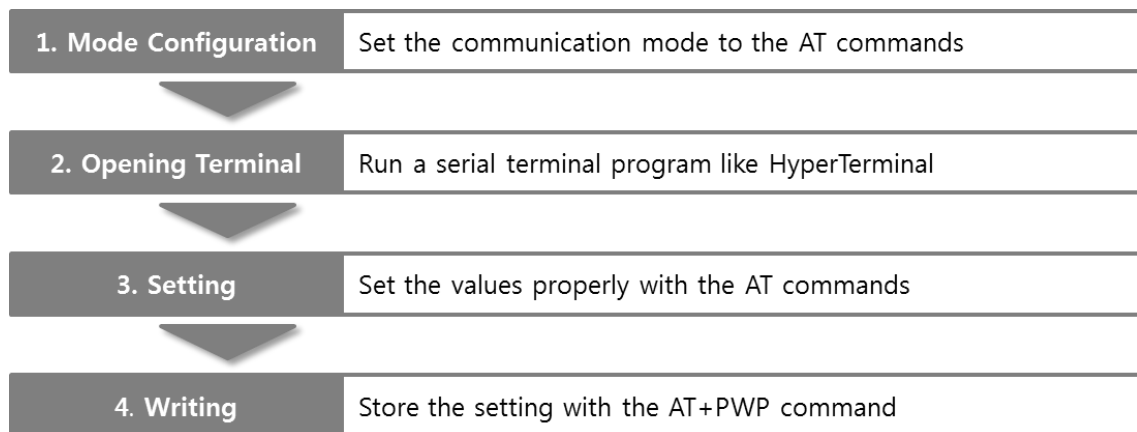 1. Mode Configuration
Set the communication mode to the AT commands
2. Opening Terminal
Run a serial terminal program like HyperTerminal
3. Setting
Set the values properly with the AT commands
4. Writing
Store the setting with the AT+PWP command